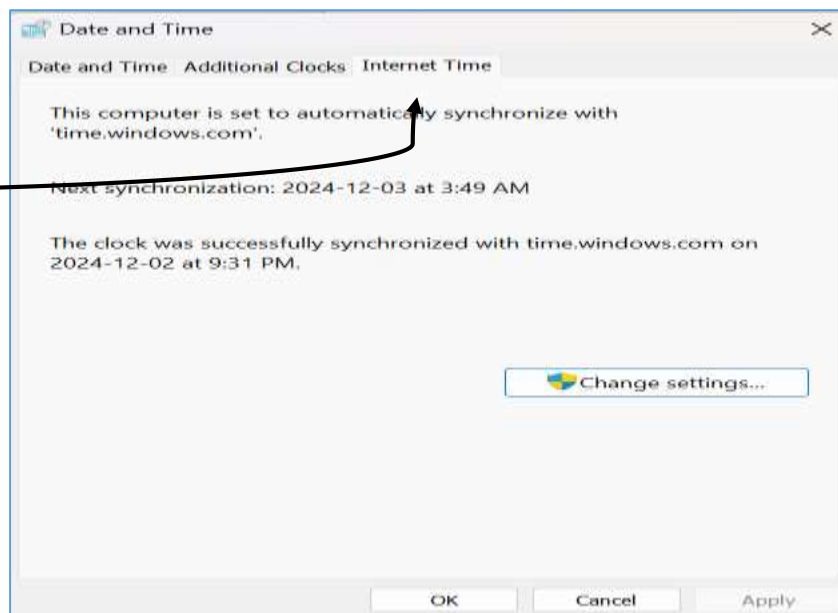 Date and Time
Date and Time Additional Clocks Internet Time
This computer is set to automatically synchronize with
'time.windows.com'.
Next synchronization: 2024-12-03 at 3:49 AM
The clock was successfully synchronized with time.windows.com on
2024-12-02 at 9:31 PM.
Change settings...
OK Cancel Apply